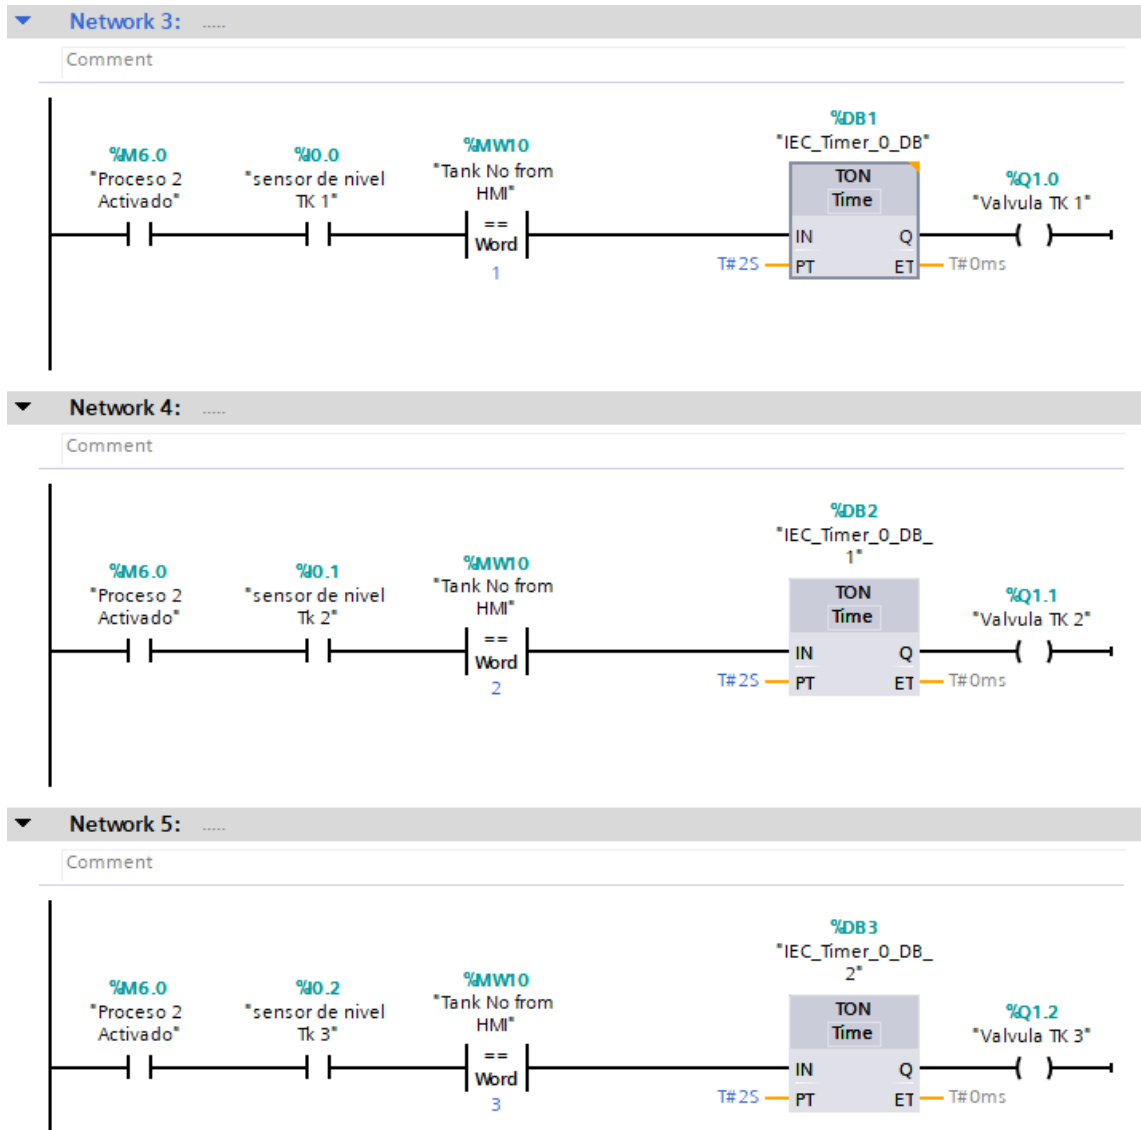 Network 3: .....
Comment
%DB1
"IEC_Timer_0_DB"
%M6.0
"Proceso 2
Activado"
%I0.0
"sensor de nivel
TK 1"
%MW10
"Tank No from
HMI"
==
Word
1
TON
Time
IN
Q
T#2S
PT
ET
T#0ms
%Q1.0
"Valvula TK 1"
Network 4: .....
Comment
%DB2
"IEC_Timer_0_DB_
1"
%M6.0
"Proceso 2
Activado"
%I0.1
"sensor de nivel
Tk 2"
%MW10
"Tank No from
HMI"
==
Word
2
TON
Time
IN
Q
T#2S
PT
ET
T#0ms
%Q1.1
"Valvula TK 2"
Network 5: .....
Comment
%DB3
"IEC_Timer_0_DB_
2"
%M6.0
"Proceso 2
Activado"
%I0.2
"sensor de nivel
Tk 3"
%MW10
"Tank No from
HMI"
==
Word
3
TON
Time
IN
Q
T#2S
PT
ET
T#0ms
%Q1.2
"Valvula TK 3"